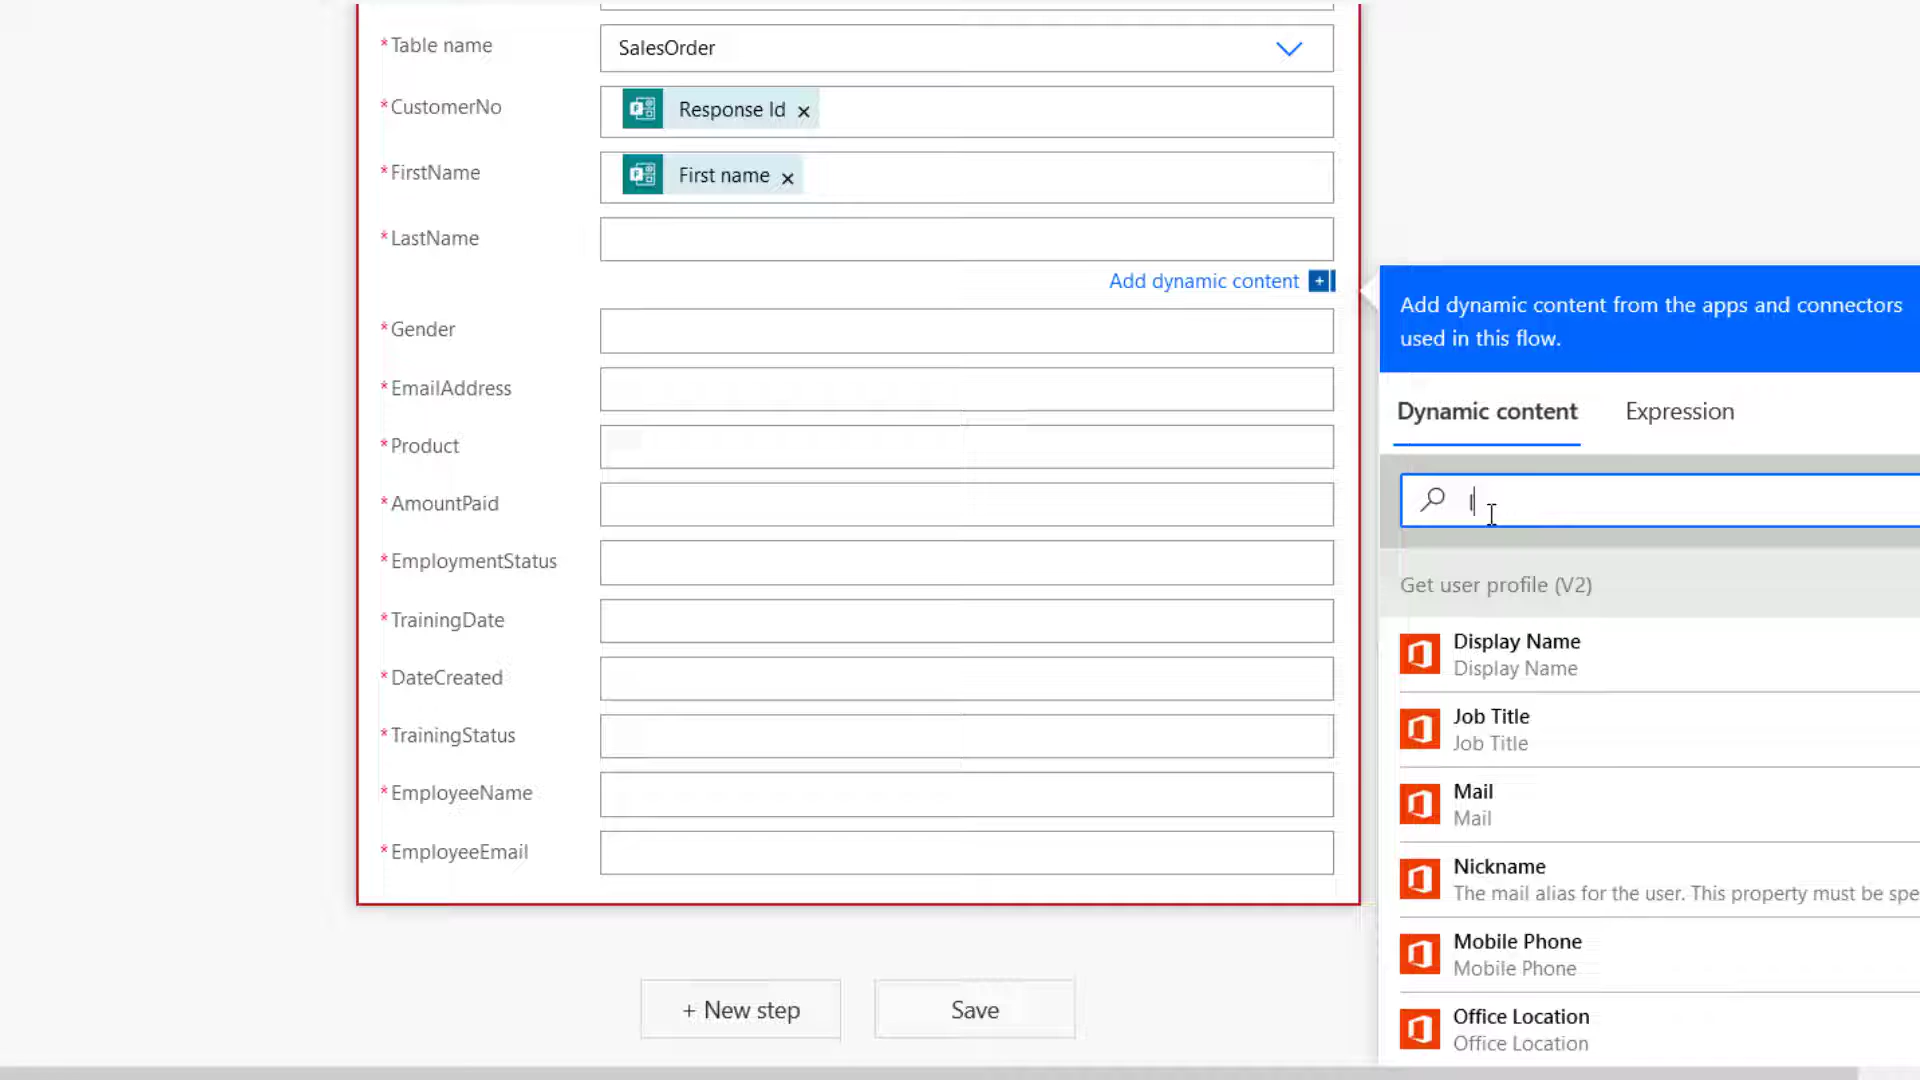 * Table name
SalesOrder
* CustomerNo
Response Id ×
* FirstName
First name ×
* LastName
Add dynamic content +
* Gender
* EmailAddress
* Product
* AmountPaid
* EmploymentStatus
* TrainingDate
* DateCreated
* TrainingStatus
* EmployeeName
* EmployeeEmail
+ New step
Save
Add dynamic content from the apps and connectors
used in this flow.
Dynamic content
Expression
l
Get user profile (V2)
Display Name
Display Name
Job Title
Job Title
Mail
Mail
Nickname
The mail alias for the user. This property must be spe
Mobile Phone
Mobile Phone
Office Location
Office Location